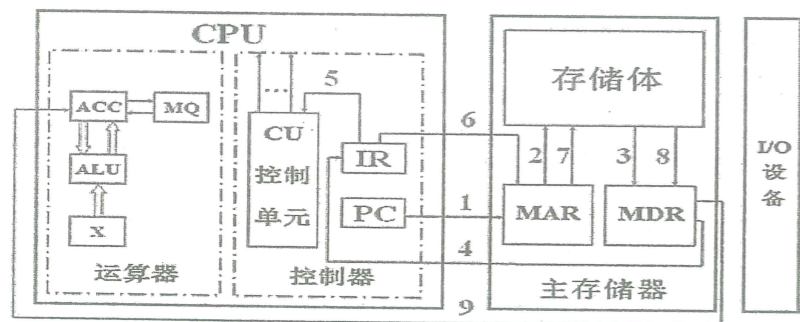 CPU
ACC
MQ
ALU
X
运算器
5
…
CU
控制
单元
IR
PC
控制器
6
1
4
9
存储体
2
7
3
8
MAR
MDR
主存储器
I/O
设
备